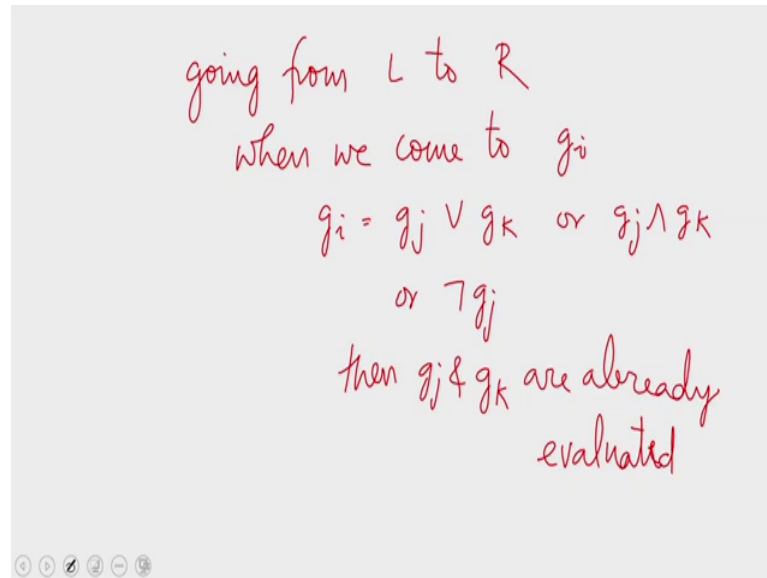 going from L to R
when we come to gi
gi = gj ∨ gk or gj ∧ gk
or ¬gj
then gj & gk are already
evaluated